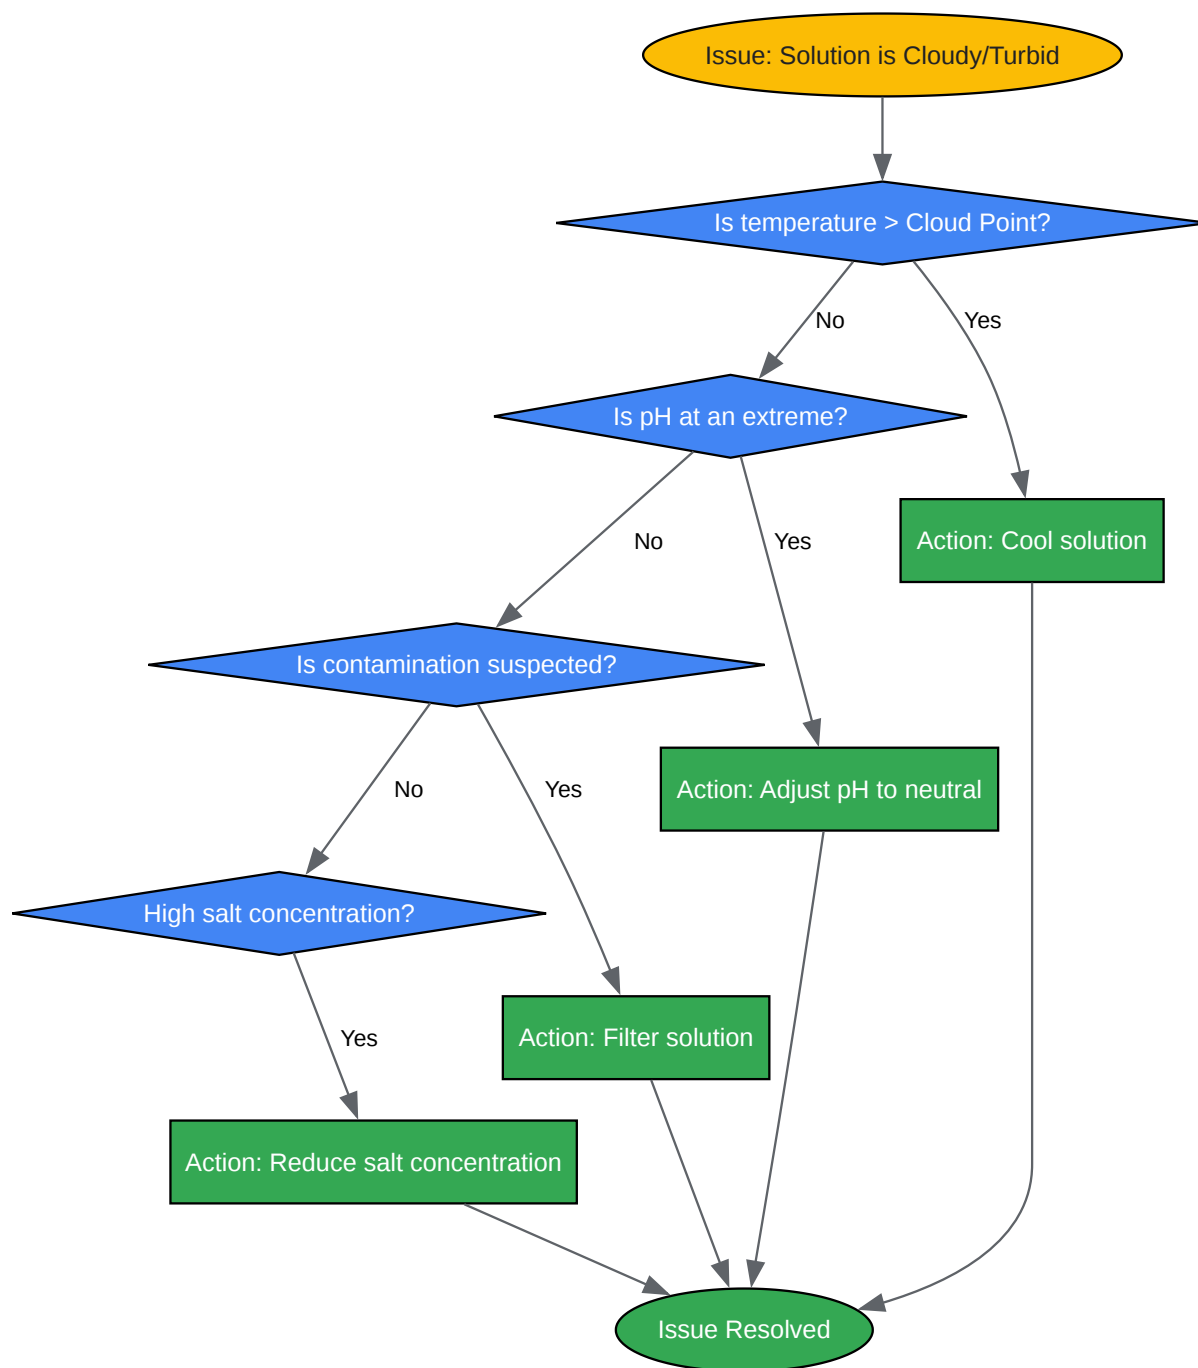 Issue: Solution is Cloudy/Turbid
Is temperature > Cloud Point?
No
Yes
Is pH at an extreme?
Action: Cool solution
No
Yes
Is contamination suspected?
Action: Adjust pH to neutral
No
Yes
High salt concentration?
Action: Filter solution
Yes
Action: Reduce salt concentration
Issue Resolved